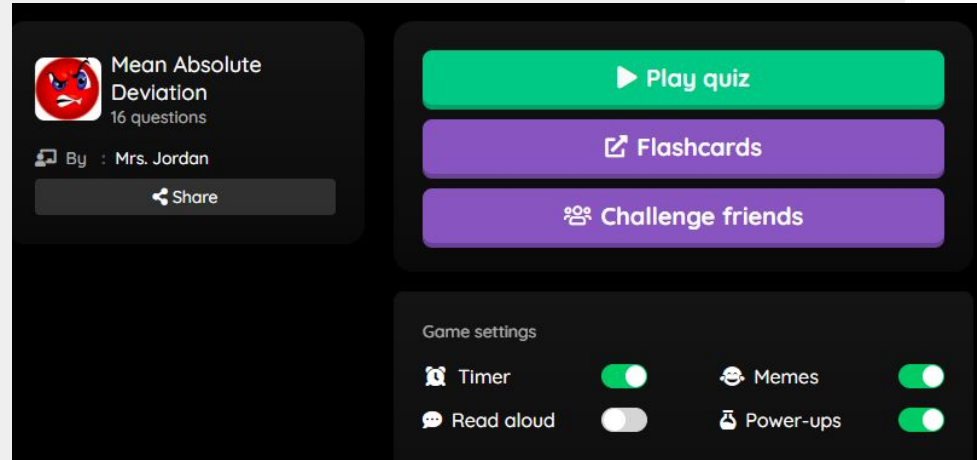 Mean Absolute
Deviation
16 questions
By : Mrs. Jordan
Share
Play quiz
Flashcards
Challenge friends
Game settings
Timer
Memes
Read aloud
Power-ups